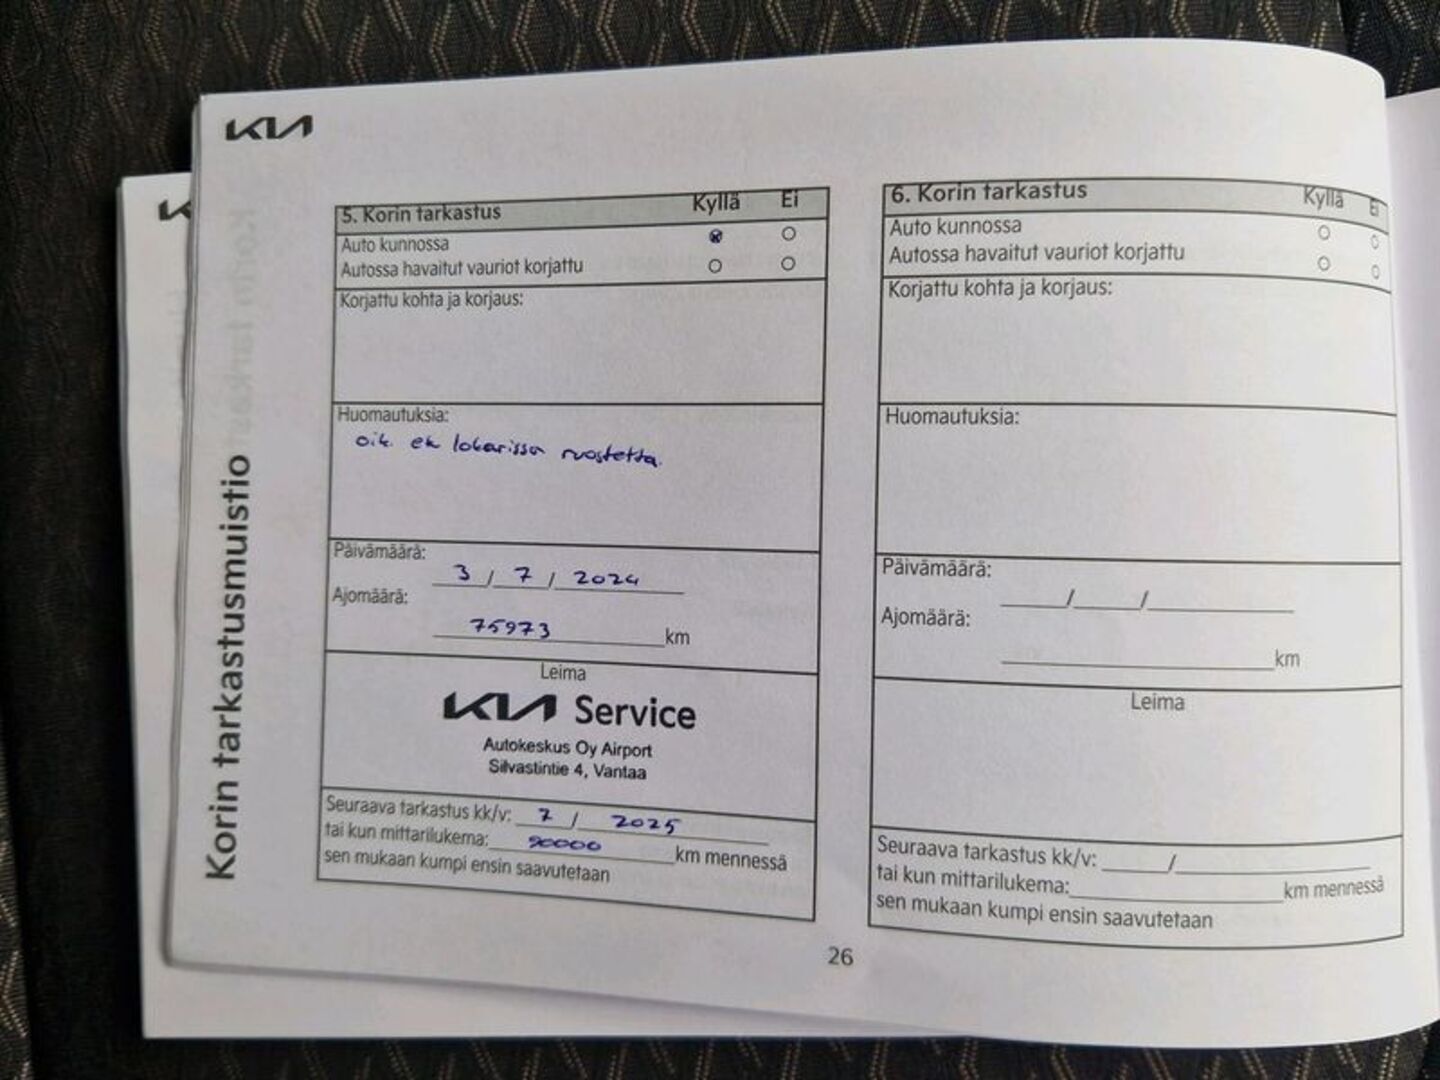 KIA
Korin tarkastusmuistio
5. Korin tarkastus Kyllä Ei
Auto kunnossa
Autossa havaitut vauriot korjattu
Korjattu kohta ja korjaus:
Huomautuksia:
oik. ek lokarissa ruostetta.
Päivämäärä:
3 / 7 / 2024
Ajomäärä:
75973 km
Leima
KIA Service
Autokeskus Oy Airport
Silvastintie 4, Vantaa
Seuraava tarkastus kk/v: 7 / 2025
tai kun mittarilukema: 90000 km mennessä
sen mukaan kumpi ensin saavutetaan
6. Korin tarkastus Kyllä Ei
Auto kunnossa
Autossa havaitut vauriot korjattu
Korjattu kohta ja korjaus:
Huomautuksia:
Päivämäärä:
/ /
Ajomäärä:
km
Leima
Seuraava tarkastus kk/v: /
tai kun mittarilukema: km mennessä
sen mukaan kumpi ensin saavutetaan
26